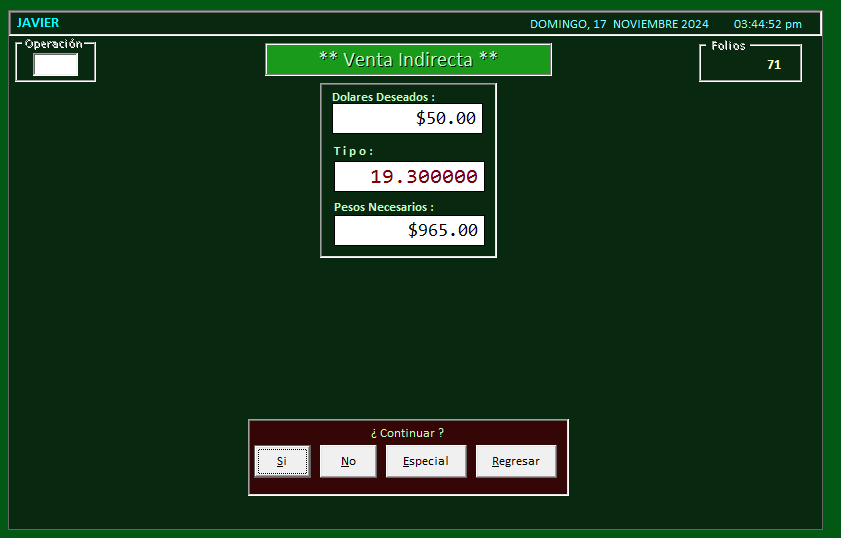 JAVIER
DOMINGO, 17 NOVIEMBRE 2024 03:44:52 pm
Operación
** Venta Indirecta **
Folios
71
Dolares Deseados :
$50.00
Tipo:
19.300000
Pesos Necesarios :
$965.00
¿ Continuar ?
Si No Especial Regresar